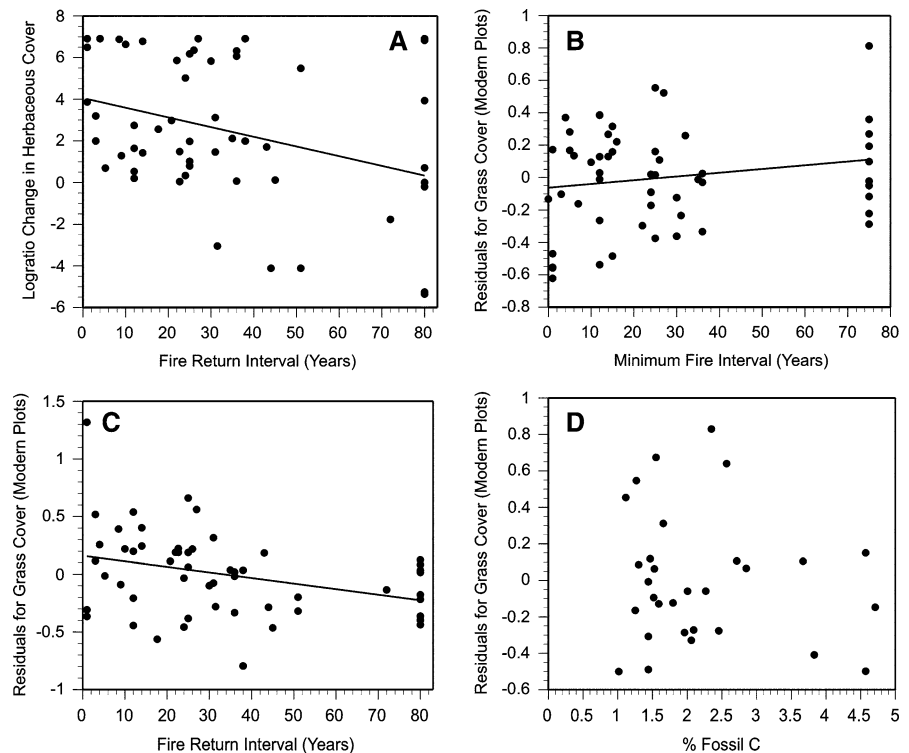 A
Logratio Change in Herbaceous Cover
8
6
4
2
0
-2
-4
-6
0 10 20 30 40 50 60 70 80
Fire Return Interval (Years)
B
Residuals for Grass Cover (Modern Plots)
1
0.8
0.6
0.4
0.2
0
-0.2
-0.4
-0.6
-0.8
0 10 20 30 40 50 60 70 80
Minimum Fire Interval (Years)
C
Residuals for Grass Cover (Modern Plots)
1.5
1
0.5
0
-0.5
-1
0 10 20 30 40 50 60 70 80
Fire Return Interval (Years)
D
Residuals for Grass Cover (Modern Plots)
1
0.8
0.6
0.4
0.2
0
-0.2
-0.4
-0.6
0 0.5 1 1.5 2 2.5 3 3.5 4 4.5 5
% Fossil C